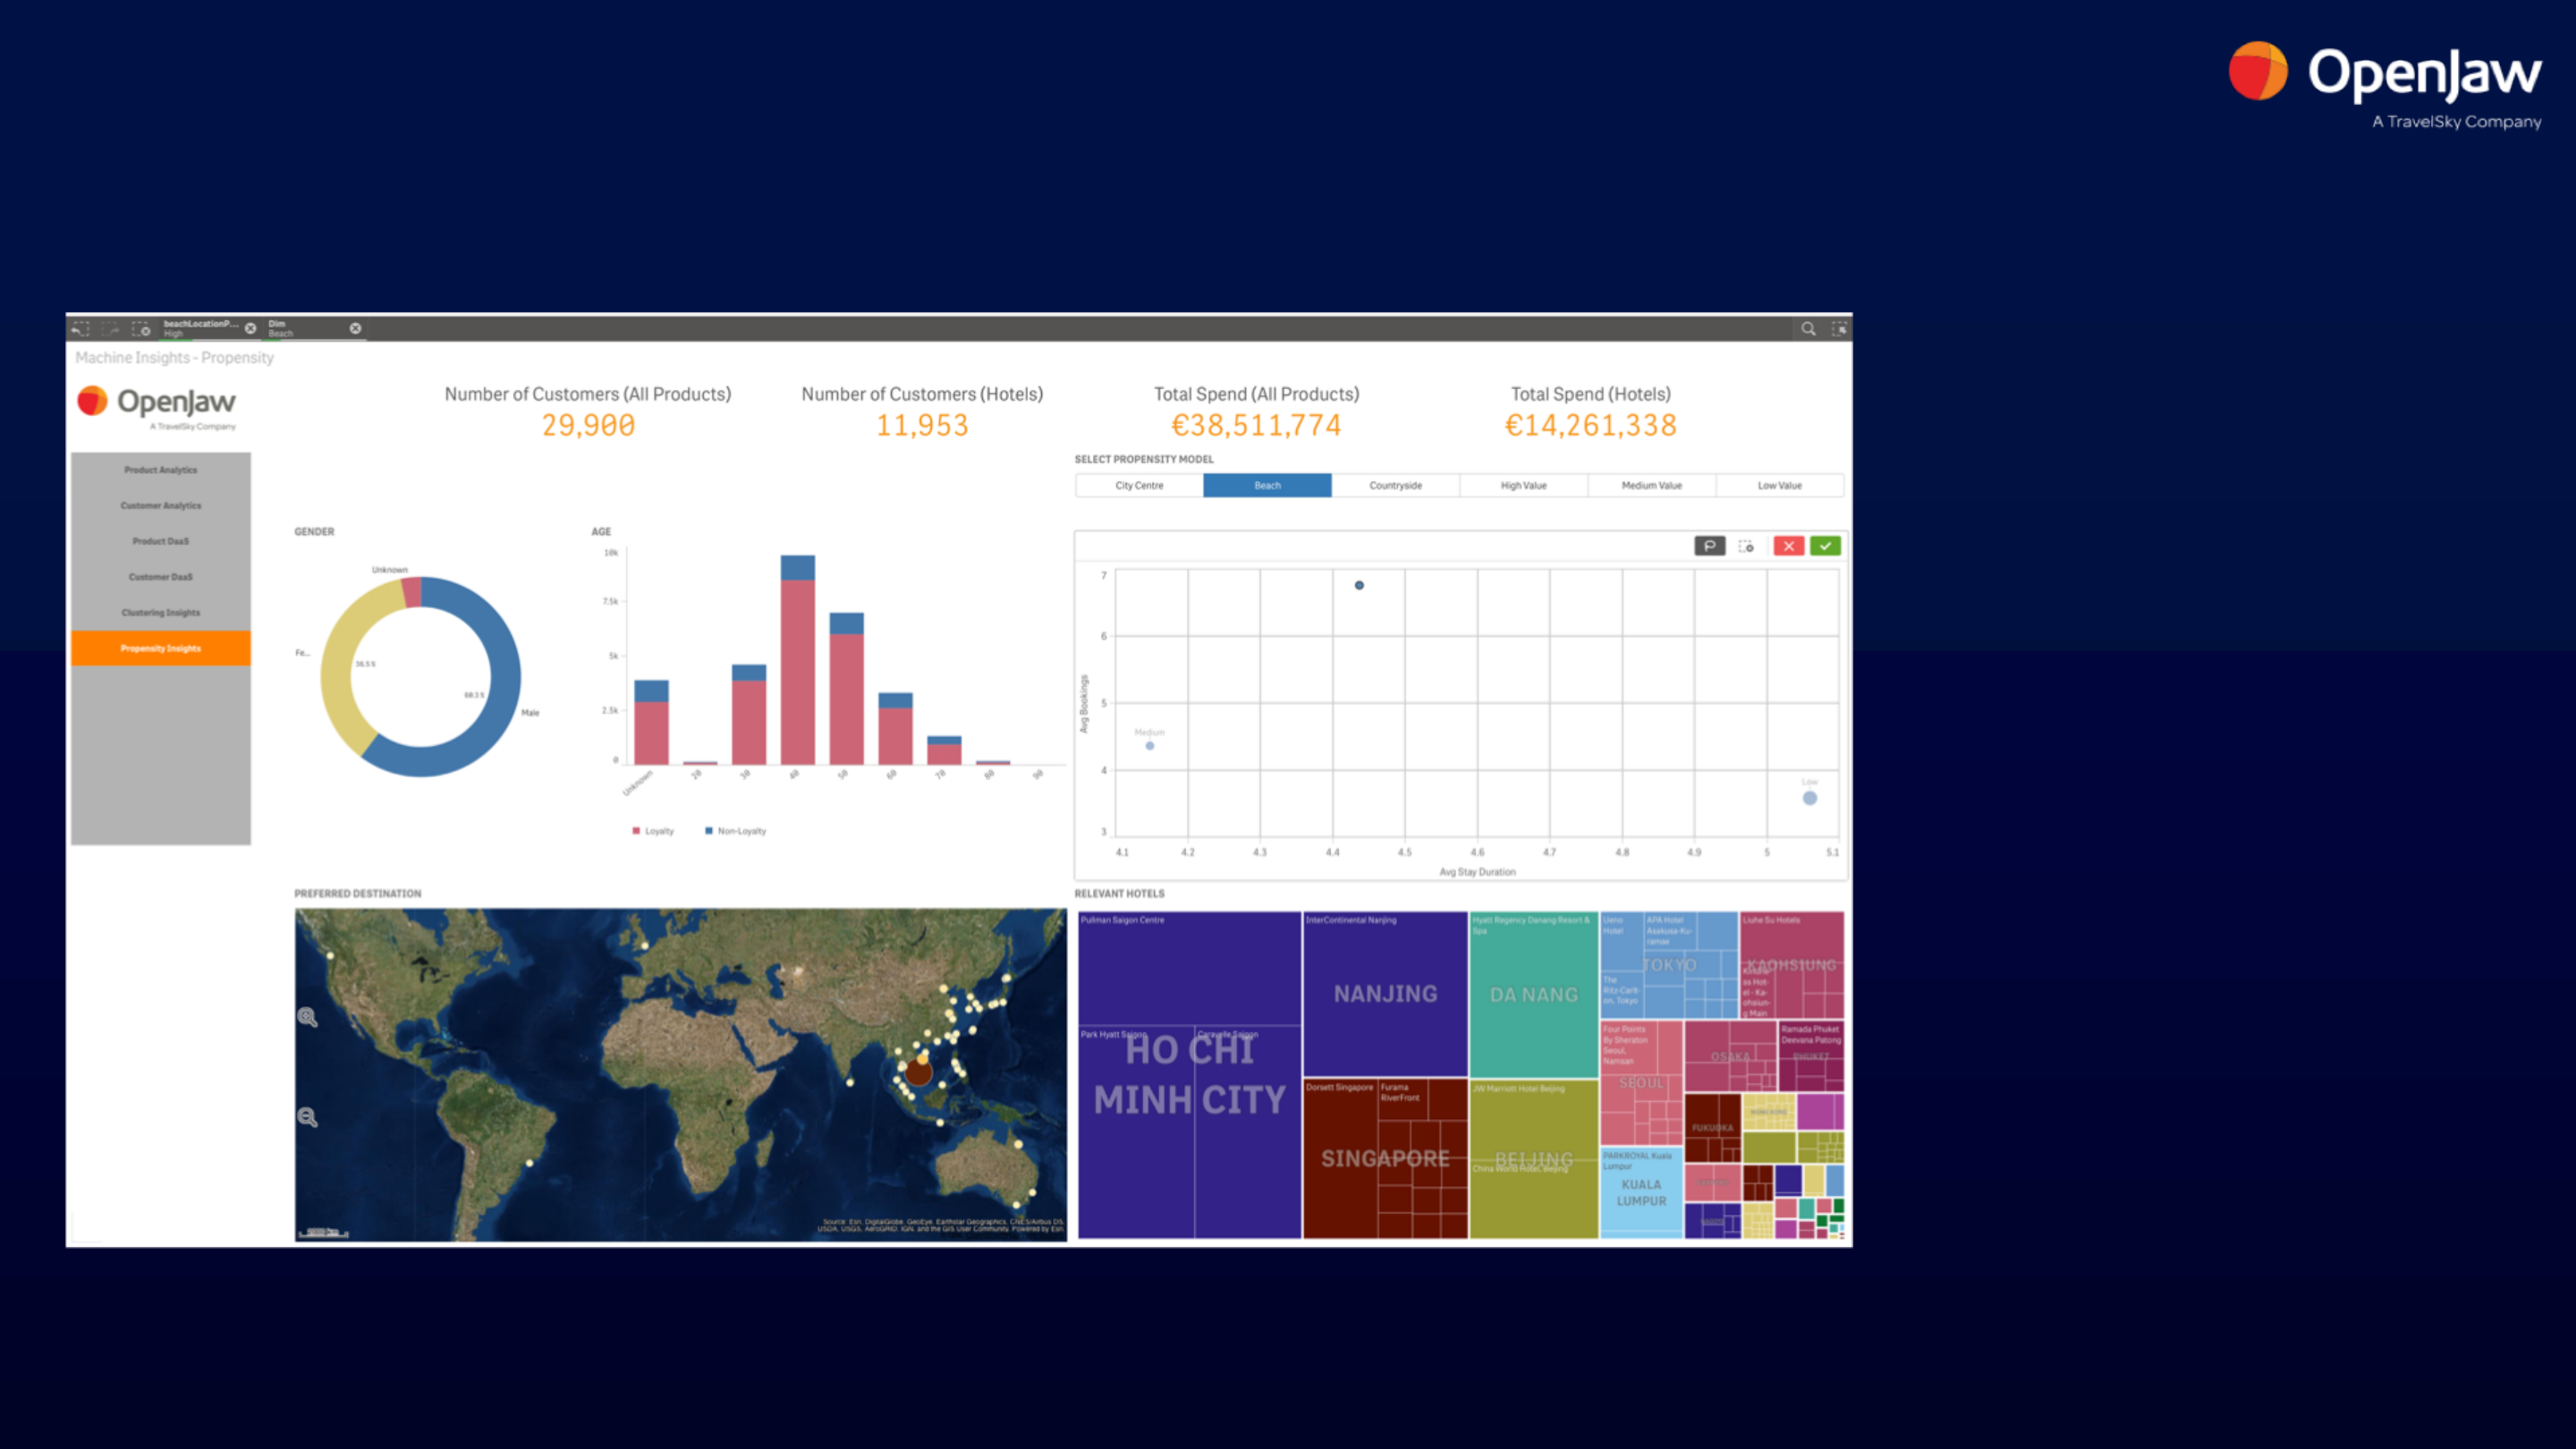 OpenJaw
A TravelSky Company
beachLocationP...
High
Dim
Beach
Machine Insights - Propensity
OpenJaw
A TravelSky Company
Number of Customers (All Products)
29,900
Number of Customers (Hotels)
11,953
Total Spend (All Products)
€38,511,774
Total Spend (Hotels)
€14,261,338
Product Analytics
Customer Analytics
Product DaaS
Customer DaaS
Clustering Insights
Propensity Insights
SELECT PROPENSITY MODEL
City Centre
Beach
Countryside
High Value
Medium Value
Low Value
GENDER
Unknown
Fe...
36.5%
60.3%
Male
AGE
10k
7.5k
5k
2.5k
0
Unknown
20
30
40
50
60
70
80
90
Loyalty
Non-Loyalty
7
6
5
4
3
Avg Bookings
Medium
Low
4.1
4.2
4.3
4.4
4.5
4.6
4.7
4.8
4.9
5
5.1
Avg Stay Duration
PREFERRED DESTINATION
Source: Esri, DigitalGlobe, GeoEye, Earthstar Geographics, CNES/Airbus DS,
USDA, USGS, AeroGRID, IGN, and the GIS User Community, Powered by Esri
RELEVANT HOTELS
Pullman Saigon Centre
Park Hyatt Saigon
Caravelle Saigon
HO CHI
MINH CITY
InterContinental Nanjing
NANJING
Dorsett Singapore
Furama
RiverFront
SINGAPORE
Hyatt Regency Danang Resort &
Spa
DA NANG
JW Marriott Hotel Beijing
BEIJING
China World Hotel, Beijing
Ueno
Hotel
APA Hotel
Asakusa-Ku-
ramae
TOKYO
The
Ritz-Carlt-
on, Tokyo
Liuhe Su Hotels
KAOHSIUNG
ss Hot-
el - Ka-
ohsiun-
g Main
Four Points
By Sheraton
Seoul,
Namsan
SEOUL
OSAKA
Ramada Phuket
Deevana Patong
PHUKET
FUKUOKA
PARKROYAL Kuala
Lumpur
KUALA
LUMPUR